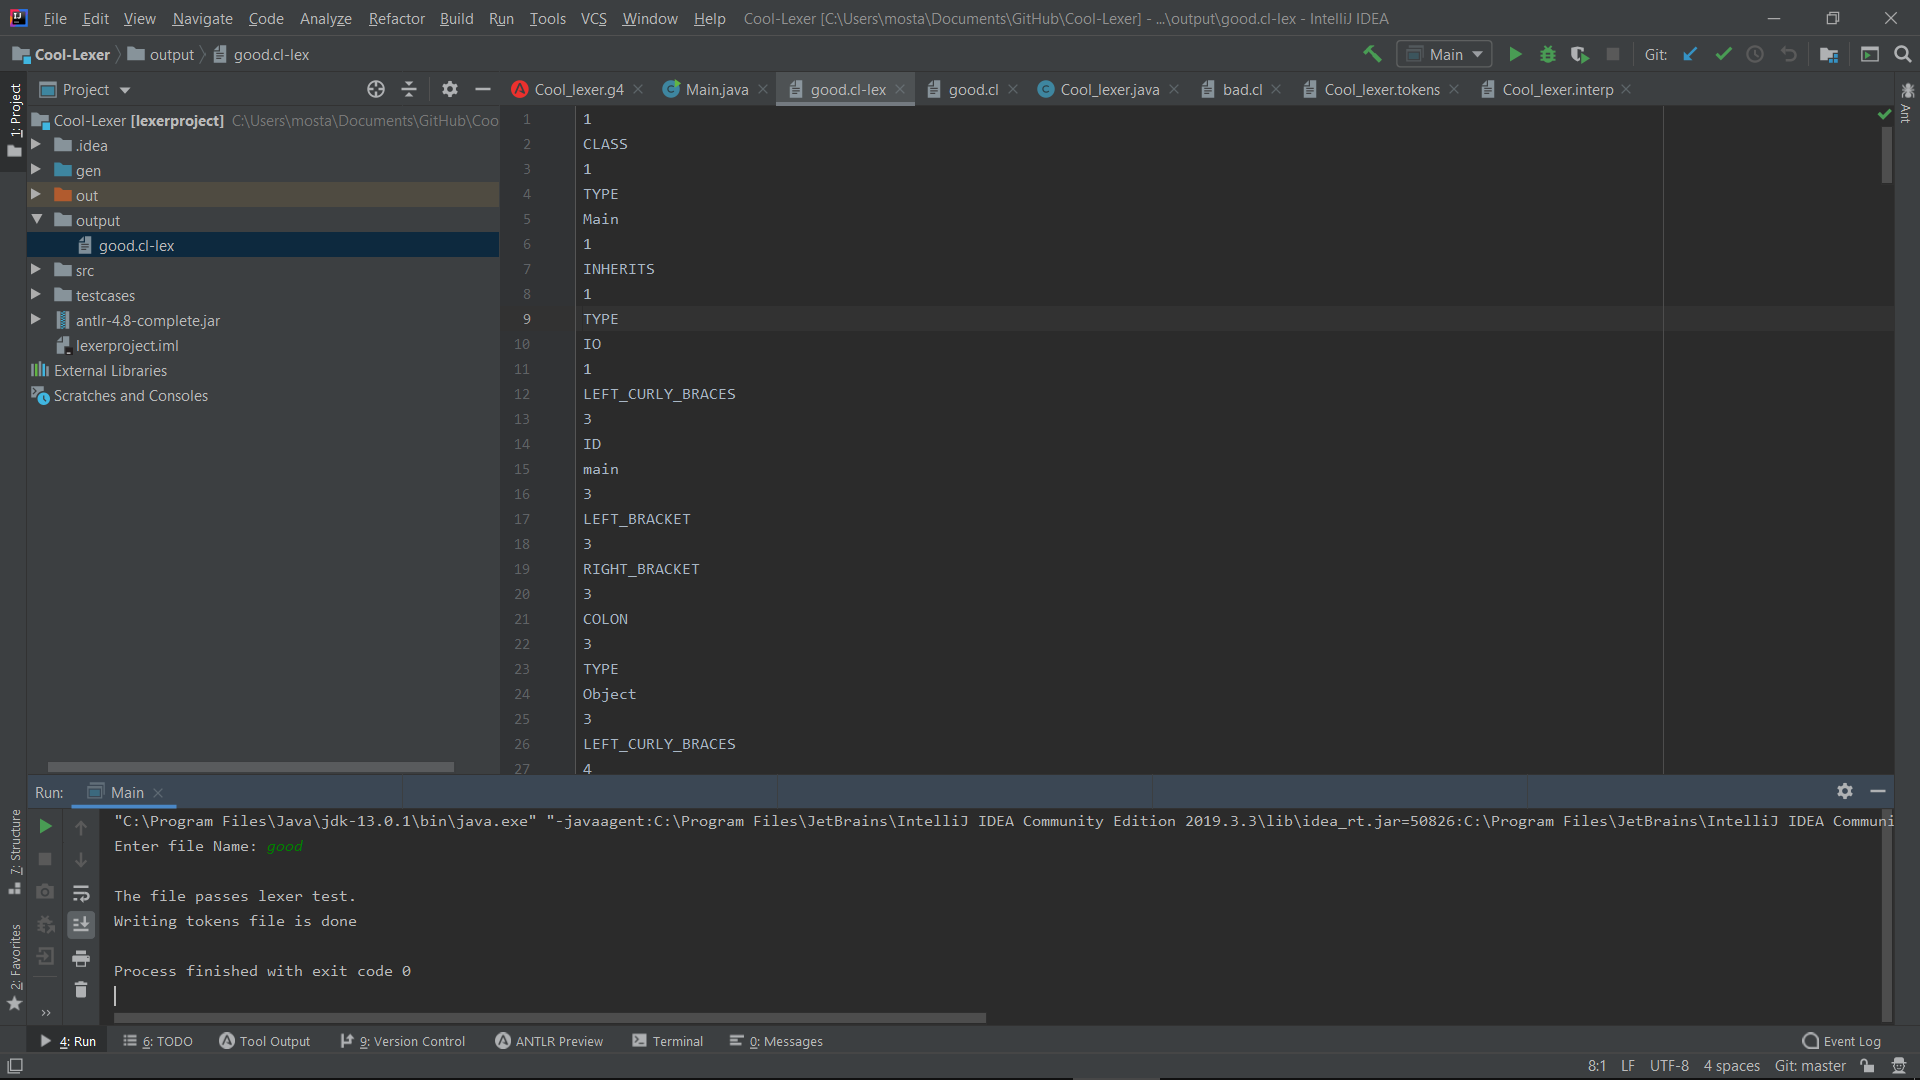 File Edit View Navigate Code Analyze Refactor Build Run Tools VCS Window Help Cool-Lexer [C:\Users\mosta\Documents\GitHub\Cool-Lexer] - ...\output\good.cl-lex - IntelliJ IDEA
Cool-Lexer output good.cl-lex Main Git:
1: Project
Project
Cool_lexer.g4 Main.java good.cl-lex good.cl Cool_lexer.java bad.cl Cool_lexer.tokens Cool_lexer.interp
Ant
Cool-Lexer [lexerproject] C:\Users\mosta\Documents\GitHub\Coo
.idea
gen
out
output
good.cl-lex
src
testcases
antlr-4.8-complete.jar
lexerproject.iml
External Libraries
Scratches and Consoles
1 1
2 CLASS
3 1
4 TYPE
5 Main
6 1
7 INHERITS
8 1
9 TYPE
10 IO
11 1
12 LEFT_CURLY_BRACES
13 3
14 ID
15 main
16 3
17 LEFT_BRACKET
18 3
19 RIGHT_BRACKET
20 3
21 COLON
22 3
23 TYPE
24 Object
25 3
26 LEFT_CURLY_BRACES
27 4
Run: Main
7: Structure
2: Favorites
"C:\Program Files\Java\jdk-13.0.1\bin\java.exe" "-javaagent:C:\Program Files\JetBrains\IntelliJ IDEA Community Edition 2019.3.3\lib\idea_rt.jar=50826:C:\Program Files\JetBrains\IntelliJ IDEA Communi
Enter file Name: good
The file passes lexer test.
Writing tokens file is done
Process finished with exit code 0
4: Run 6: TODO Tool Output 9: Version Control ANTLR Preview Terminal 0: Messages Event Log
8:1 LF UTF-8 4 spaces Git: master